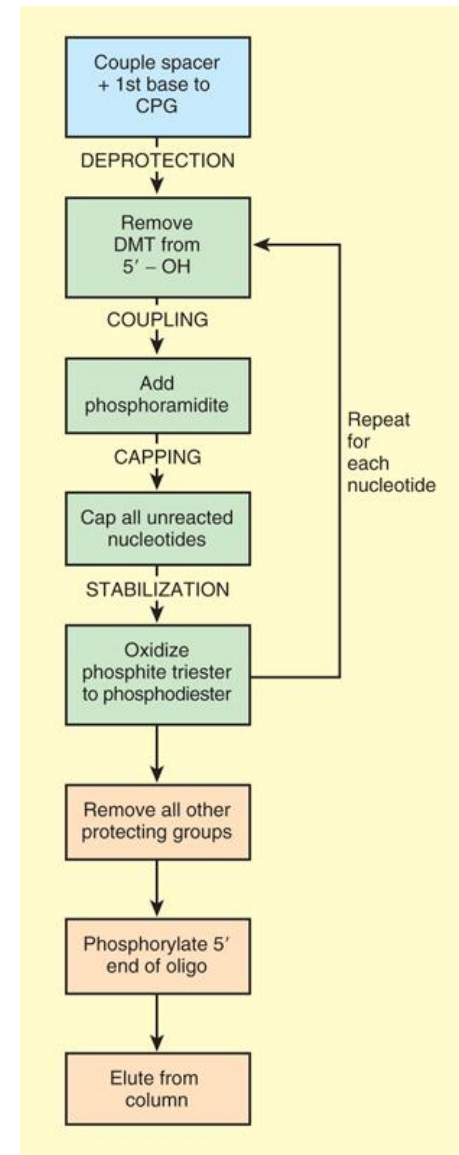 Couple spacer
+ 1st base to
CPG
DEPROTECTION
Remove
DMT from
5′ – OH
COUPLING
Add
phosphoramidite
CAPPING
Cap all unreacted
nucleotides
STABILIZATION
Oxidize
phosphite triester
to phosphodiester
Repeat
for
each
nucleotide
Remove all other
protecting groups
Phosphorylate 5′
end of oligo
Elute from
column